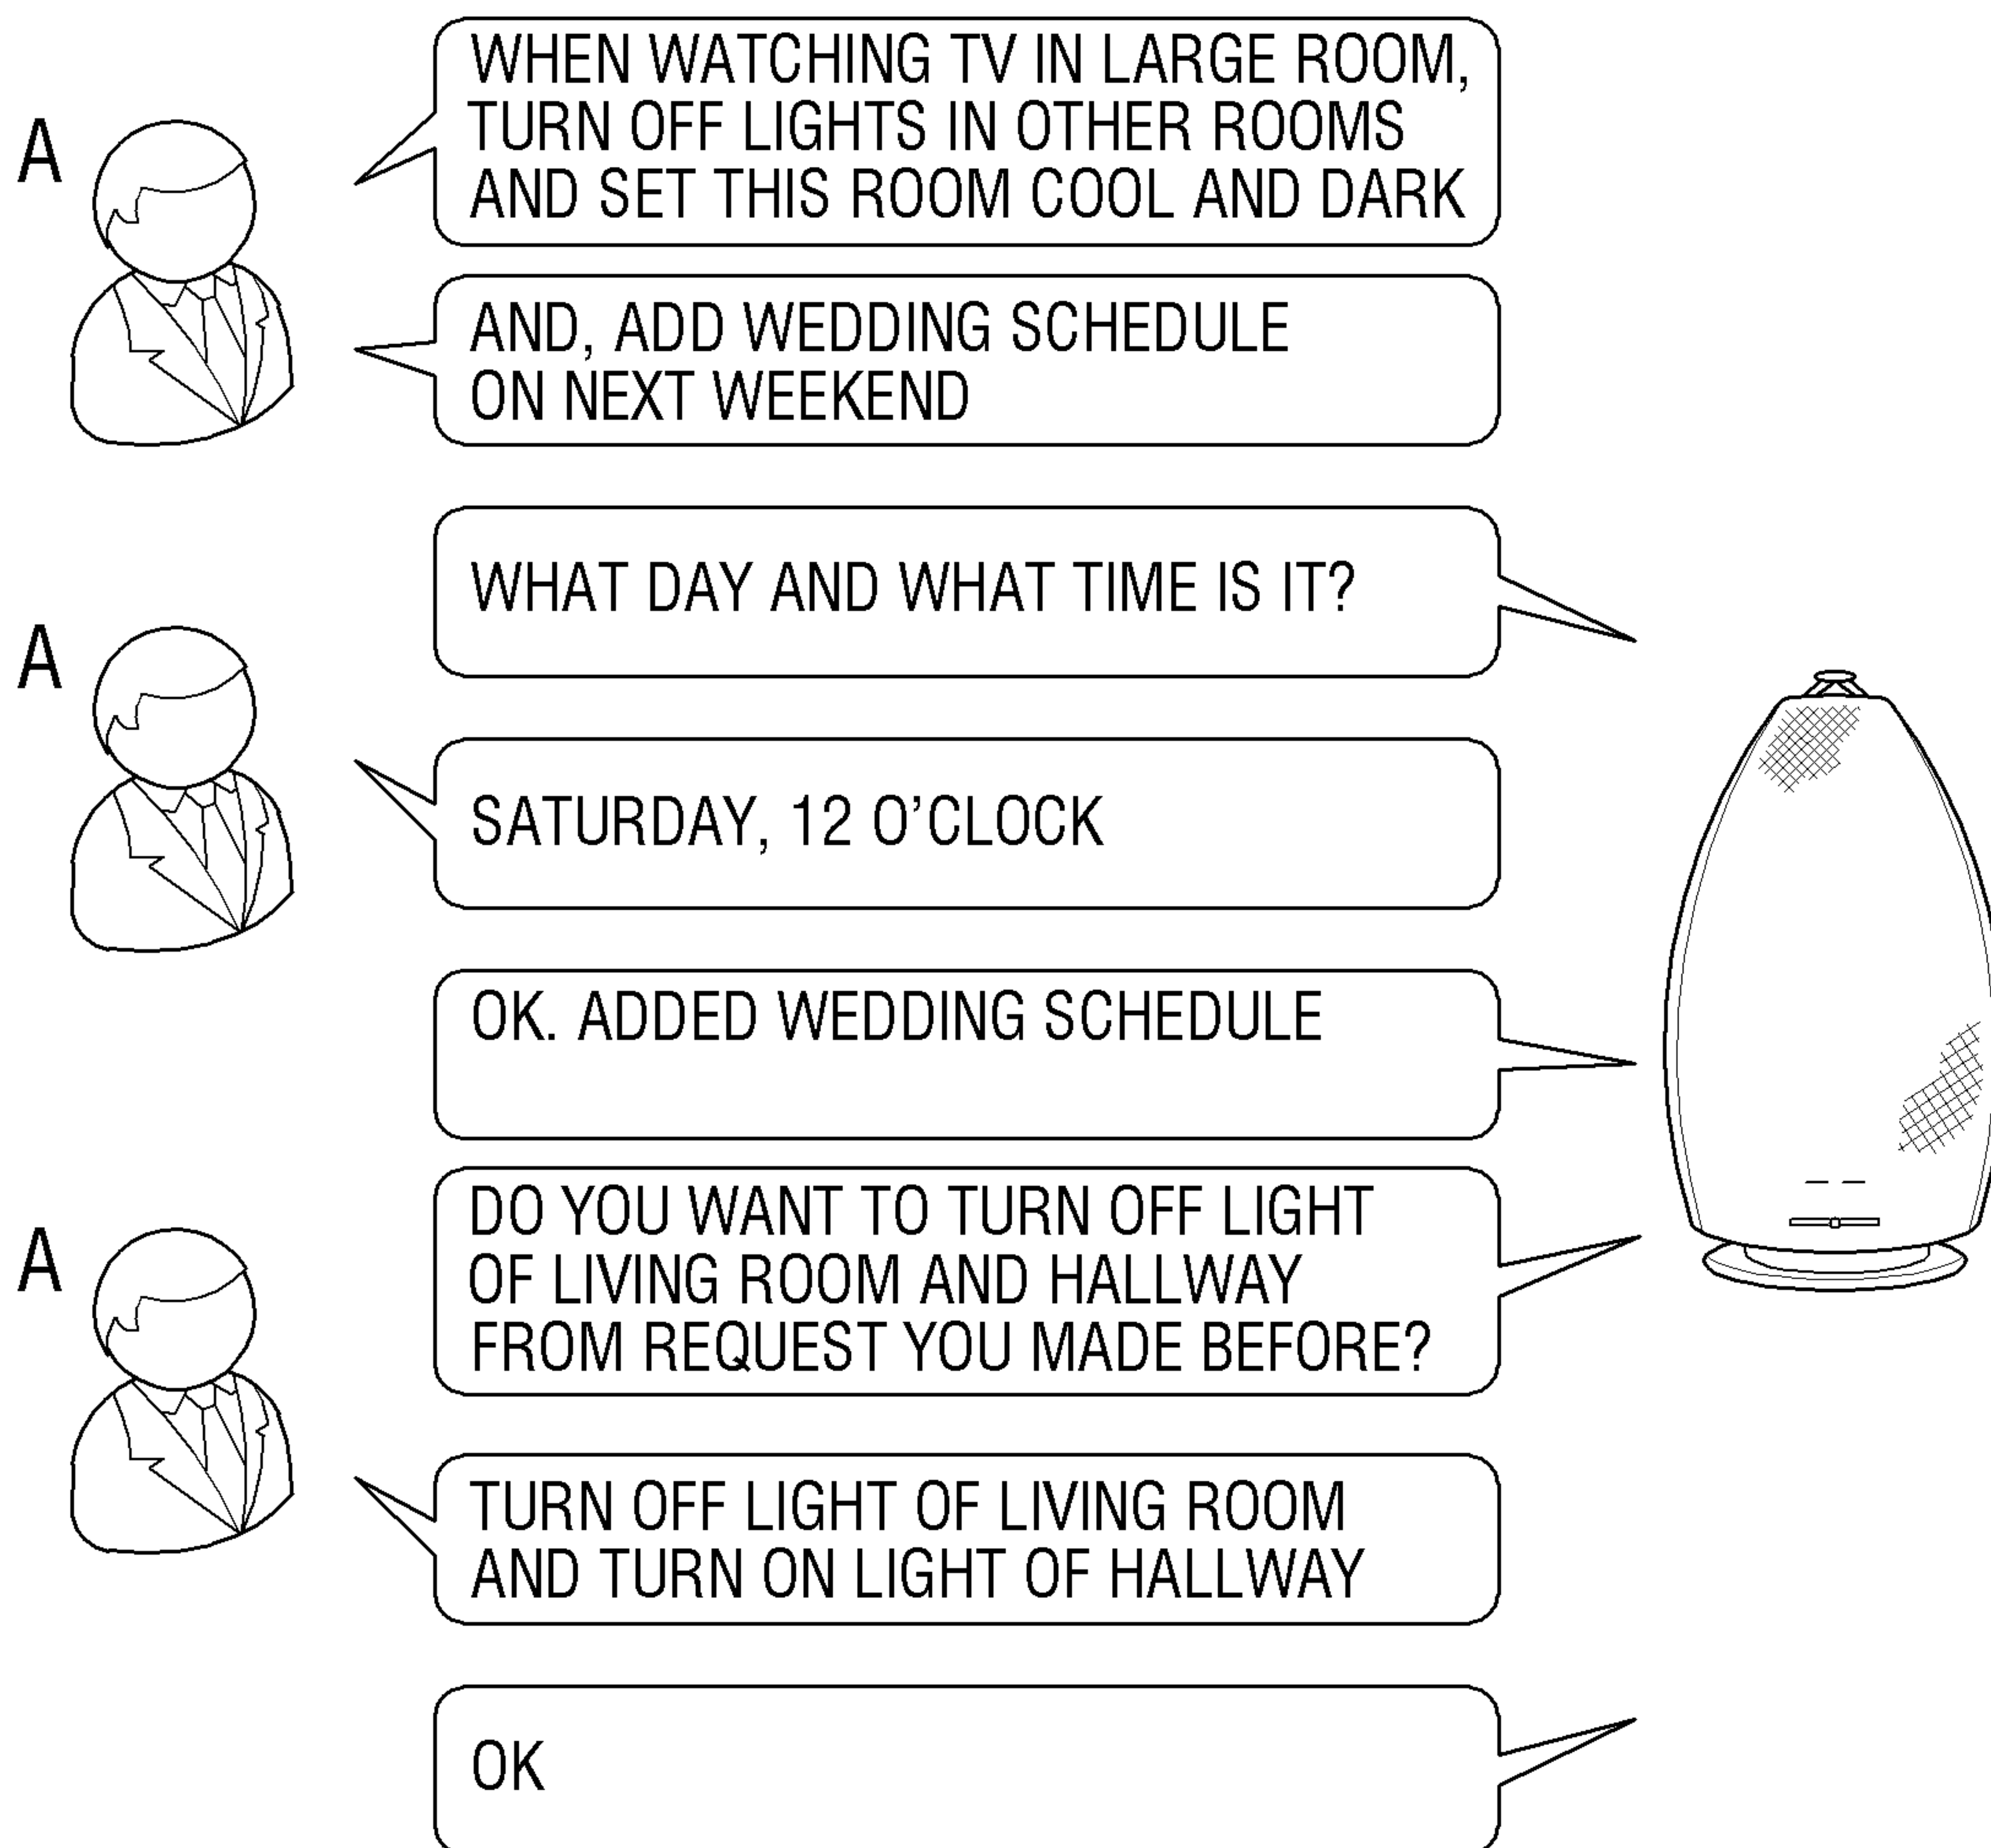 A
WHEN WATCHING TV IN LARGE ROOM,
TURN OFF LIGHTS IN OTHER ROOMS
AND SET THIS ROOM COOL AND DARK
AND, ADD WEDDING SCHEDULE
ON NEXT WEEKEND
WHAT DAY AND WHAT TIME IS IT?
A
SATURDAY, 12 O’CLOCK
OK. ADDED WEDDING SCHEDULE
DO YOU WANT TO TURN OFF LIGHT
OF LIVING ROOM AND HALLWAY
FROM REQUEST YOU MADE BEFORE?
A
TURN OFF LIGHT OF LIVING ROOM
AND TURN ON LIGHT OF HALLWAY
OK